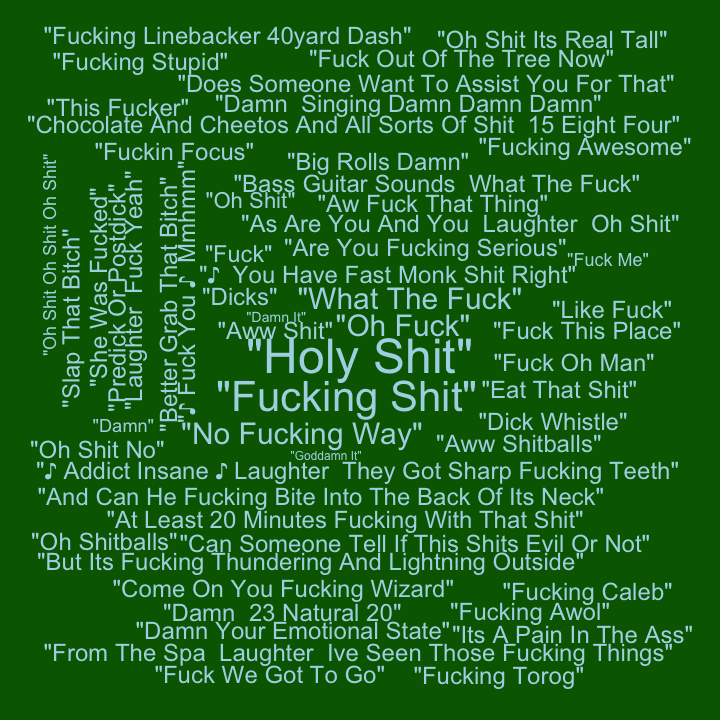 "Fucking Linebacker 40yard Dash"
"Oh Shit Its Real Tall"
"Fucking Stupid"
"Fuck Out Of The Tree Now"
"Does Someone Want To Assist You For That"
"This Fucker"
"Damn  Singing Damn Damn Damn"
"Chocolate And Cheetos And All Sorts Of Shit  15 Eight Four"
"Fuckin Focus"
"Fucking Awesome"
"Big Rolls Damn"
"Bass Guitar Sounds  What The Fuck"
"Oh Shit"
"Aw Fuck That Thing"
"As Are You And You  Laughter  Oh Shit"
"Fuck"
"Are You Fucking Serious"
"Fuck Me"
"♪  You Have Fast Monk Shit Right"
"Dicks"
"What The Fuck"
"Like Fuck"
"Damn It"
"Aww Shit"
"Oh Fuck"
"Fuck This Place"
"Holy Shit"
"Fuck Oh Man"
"Fucking Shit"
"Eat That Shit"
"Oh Shit Oh Shit Oh Shit"
"Slap That Bitch"
"She Was Fucked"
"Predick Or Postdick"
"Laughter  Fuck Yeah"
"Better Grab That Bitch"
"♪ Fuck You ♪  Mmhmm"
"Damn"
"No Fucking Way"
"Dick Whistle"
"Aww Shitballs"
"Oh Shit No"
"Goddamn It"
"♪ Addict Insane ♪ Laughter  They Got Sharp Fucking Teeth"
"And Can He Fucking Bite Into The Back Of Its Neck"
"At Least 20 Minutes Fucking With That Shit"
"Oh Shitballs"
"Can Someone Tell If This Shits Evil Or Not"
"But Its Fucking Thundering And Lightning Outside"
"Come On You Fucking Wizard"
"Fucking Caleb"
"Damn  23 Natural 20"
"Fucking Awol"
"Damn Your Emotional State"
"Its A Pain In The Ass"
"From The Spa  Laughter  Ive Seen Those Fucking Things"
"Fuck We Got To Go"
"Fucking Torog"